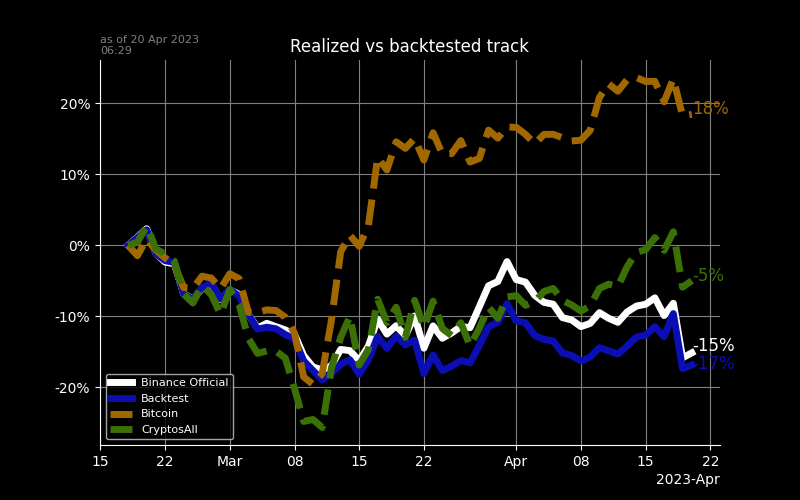 as of 20 Apr 2023
06:29
Realized vs backtested track
20%
10%
0%
-10%
-20%
18%
-5%
-15%
-17%
Binance Official
Backtest
Bitcoin
CryptosAll
15 22 Mar 08 15 22 Apr 08 15 22
2023-Apr